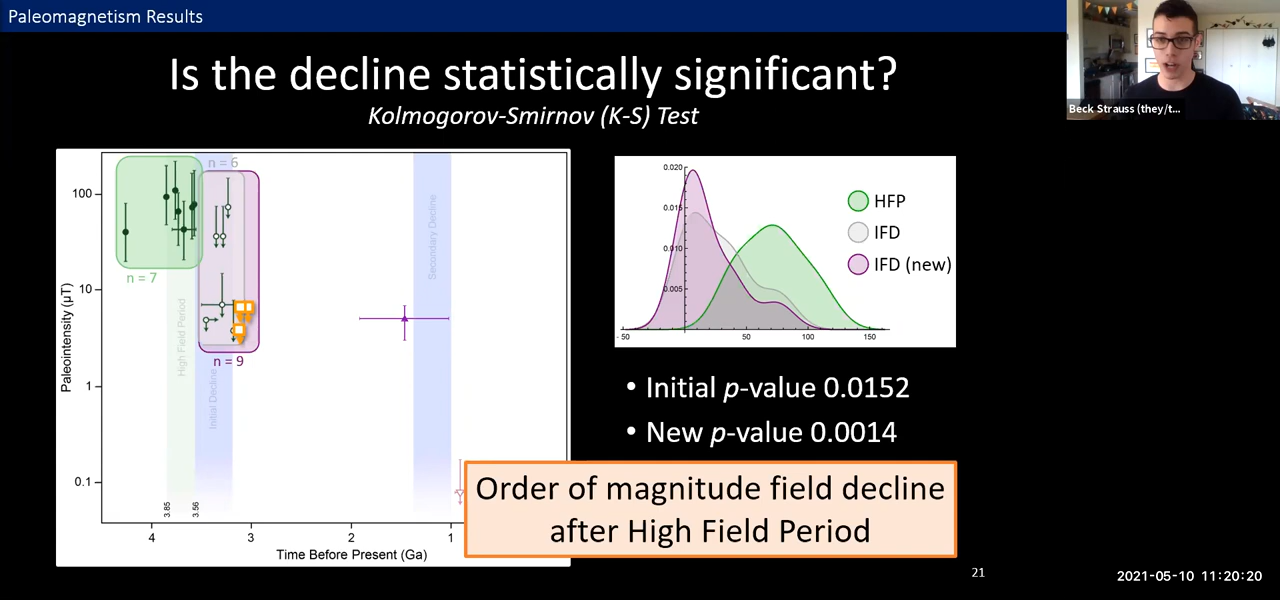 Paleomagnetism Results
Is the decline statistically significant?
Kolmogorov-Smirnov (K-S) Test
Beck Strauss (they/t...
n = 6
n = 7
n = 9
High Field Period
Initial Decline
Secondary Decline
Paleointensity (μT)
100
10
1
0.1
3.85
3.56
4
3
2
1
Time Before Present (Ga)
0.020
0.015
0.010
0.005
- 50
50
100
150
HFP
IFD
IFD (new)
• Initial p-value 0.0152
• New p-value 0.0014
Order of magnitude field decline
after High Field Period
21
2021-05-10 11:20:20